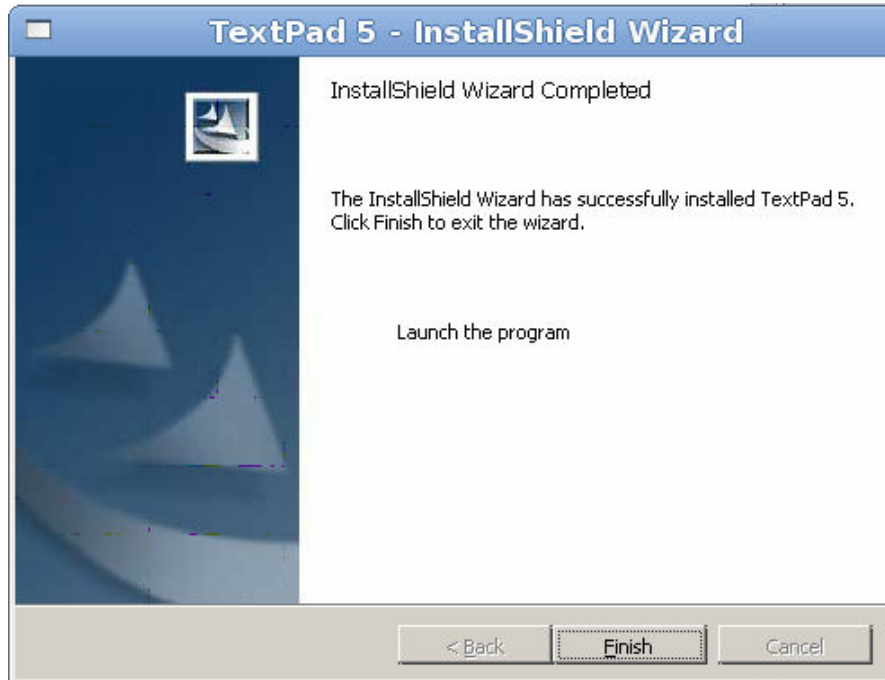 TextPad 5 - InstallShield Wizard
InstallShield Wizard Completed
The InstallShield Wizard has successfully installed TextPad 5.
Click Finish to exit the wizard.
Launch the program
< Back
Finish
Cancel